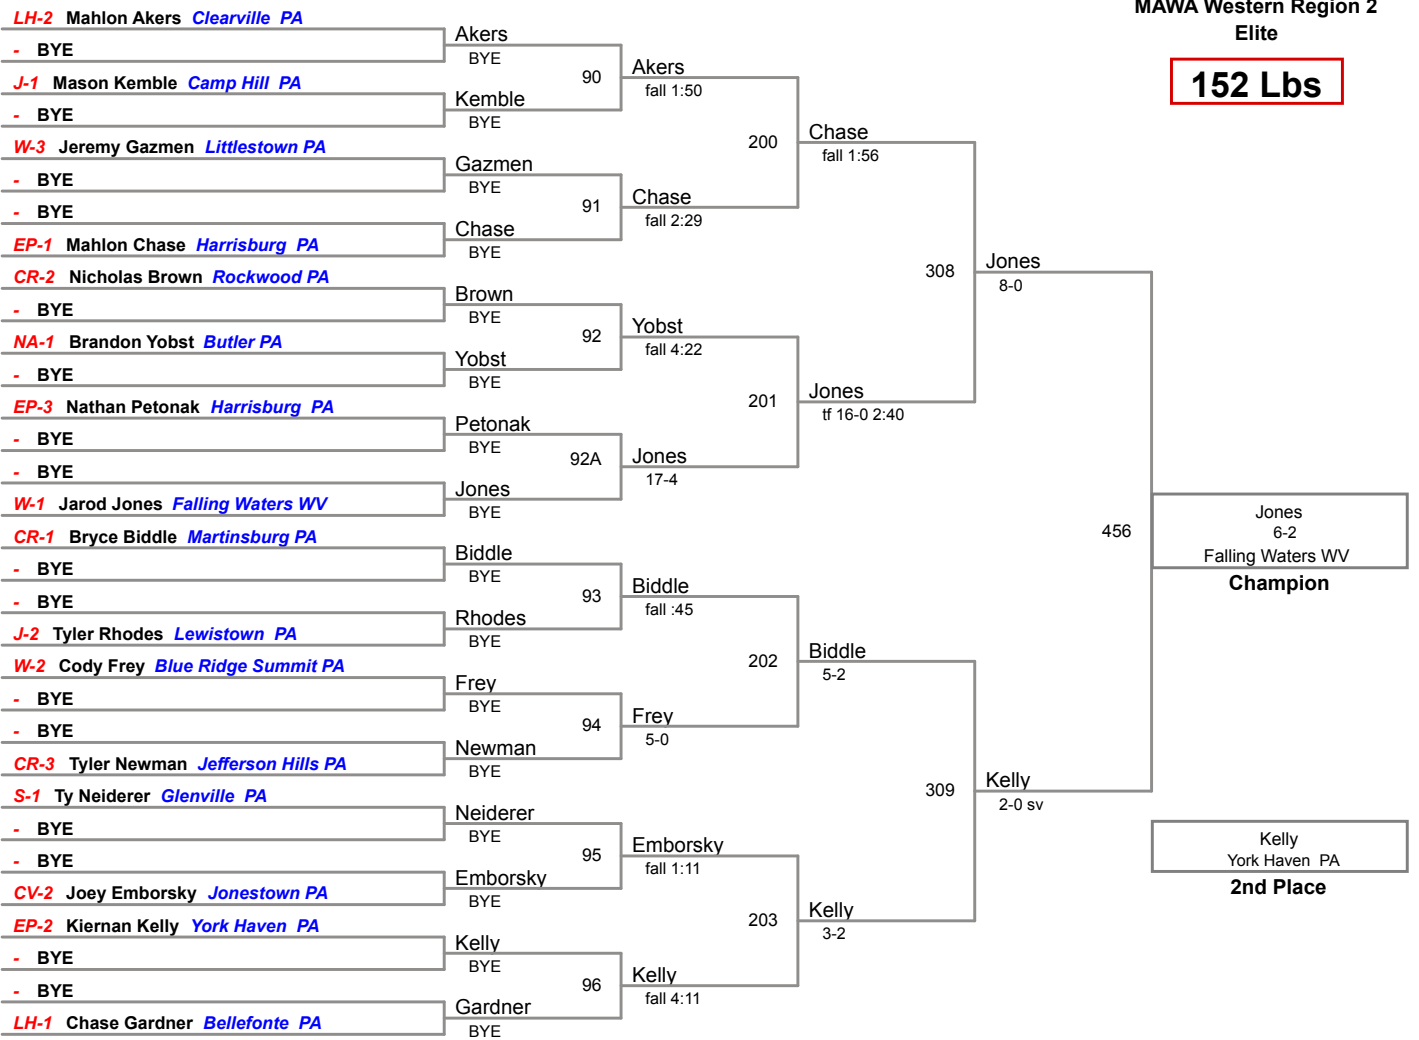 MAWA Western Region 2
Elite
152 Lbs
LH-2 Mahlon Akers Clearville PA
- BYE
J-1 Mason Kemble Camp Hill PA
- BYE
W-3 Jeremy Gazmen Littlestown PA
- BYE
- BYE
EP-1 Mahlon Chase Harrisburg PA
CR-2 Nicholas Brown Rockwood PA
- BYE
NA-1 Brandon Yobst Butler PA
- BYE
EP-3 Nathan Petonak Harrisburg PA
- BYE
- BYE
W-1 Jarod Jones Falling Waters WV
CR-1 Bryce Biddle Martinsburg PA
- BYE
- BYE
J-2 Tyler Rhodes Lewistown PA
W-2 Cody Frey Blue Ridge Summit PA
- BYE
- BYE
CR-3 Tyler Newman Jefferson Hills PA
S-1 Ty Neiderer Glenville PA
- BYE
- BYE
CV-2 Joey Emborsky Jonestown PA
EP-2 Kiernan Kelly York Haven PA
- BYE
- BYE
LH-1 Chase Gardner Bellefonte PA
Akers
BYE
90
Kemble
BYE
Gazmen
BYE
91
Chase
BYE
Brown
BYE
92
Yobst
BYE
Petonak
BYE
92A
Jones
BYE
Biddle
BYE
93
Rhodes
BYE
Frey
BYE
94
Newman
BYE
Neiderer
BYE
95
Emborsky
BYE
Kelly
BYE
96
Gardner
BYE
Akers
fall 1:50
200
Chase
fall 2:29
Yobst
fall 4:22
201
Jones
17-4
Biddle
fall :45
202
Frey
5-0
Emborsky
fall 1:11
203
Kelly
fall 4:11
Chase
fall 1:56
308
Jones
tf 16-0 2:40
Biddle
5-2
309
Kelly
3-2
Jones
8-0
456
Kelly
2-0 sv
Jones
6-2
Falling Waters WV
Champion
Kelly
York Haven PA
2nd Place